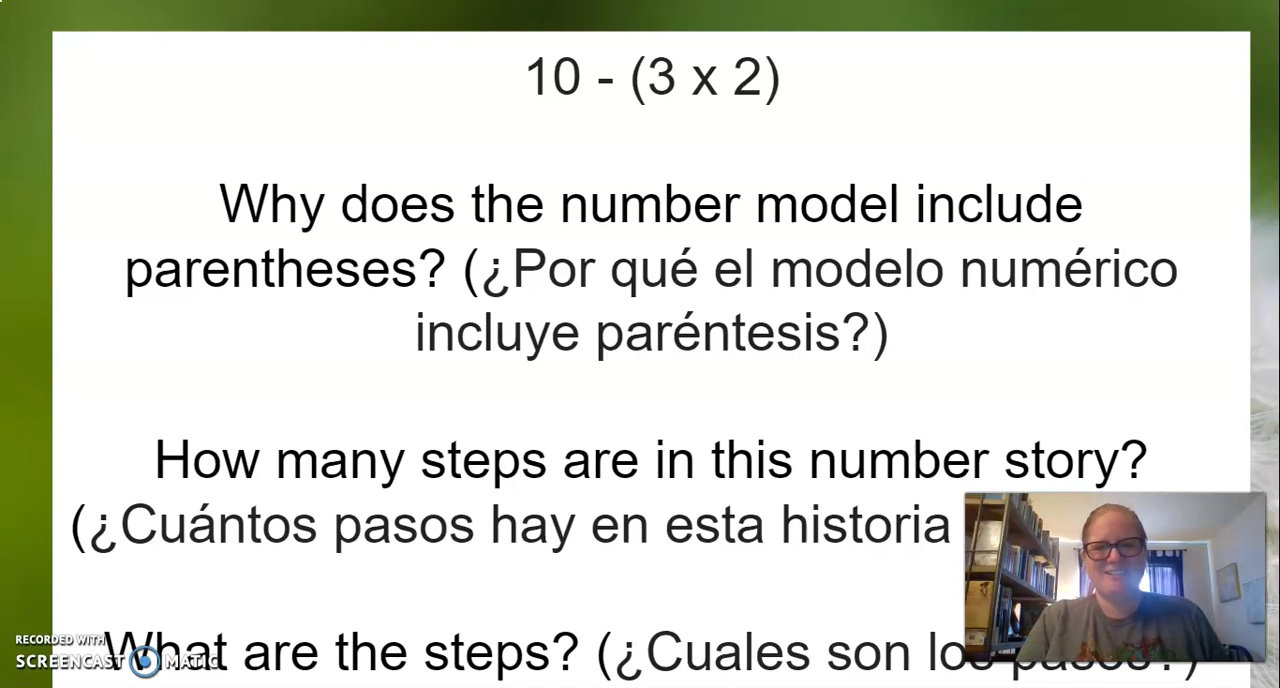 10 - (3 x 2)
Why does the number model include
parentheses? (¿Por qué el modelo numérico
incluye paréntesis?)
How many steps are in this number story?
(¿Cuántos pasos hay en esta historia
What are the steps? (¿Cuales son los pasos?)
RECORDED WITH
SCREENCAST MATIC